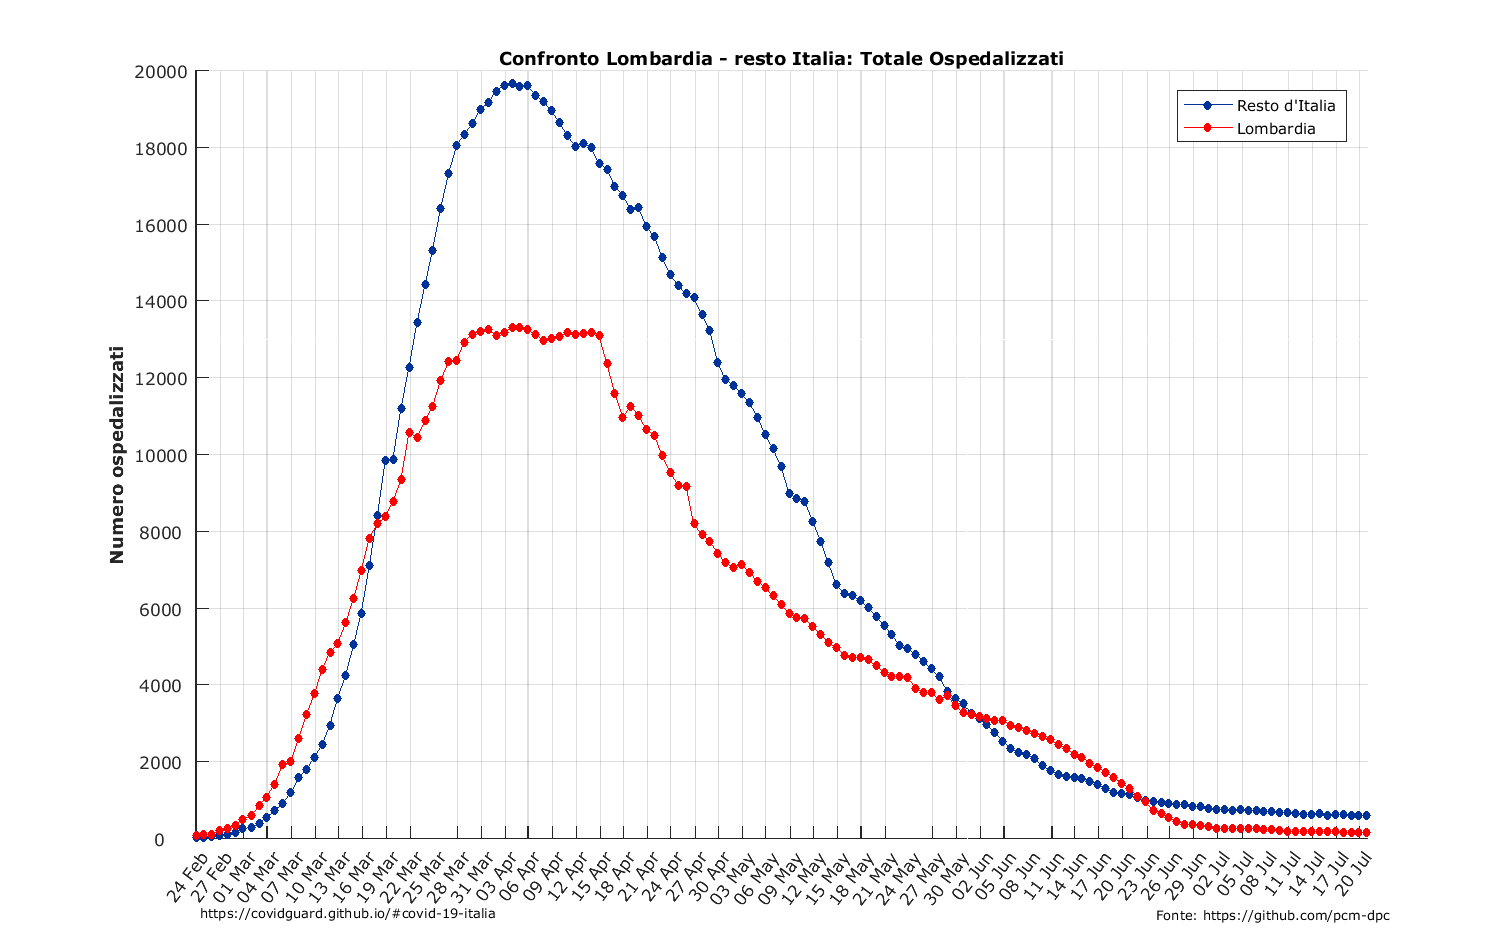 Confronto Lombardia - resto Italia: Totale Ospedalizzati
Resto d'Italia
Lombardia
Numero ospedalizzati
20000
18000
16000
14000
12000
10000
8000
6000
4000
2000
0
24 Feb
27 Feb
01 Mar
04 Mar
07 Mar
10 Mar
13 Mar
16 Mar
19 Mar
22 Mar
25 Mar
28 Mar
31 Mar
03 Apr
06 Apr
09 Apr
12 Apr
15 Apr
18 Apr
21 Apr
24 Apr
27 Apr
30 Apr
03 May
06 May
09 May
12 May
15 May
18 May
21 May
24 May
27 May
30 May
02 Jun
05 Jun
08 Jun
11 Jun
14 Jun
17 Jun
20 Jun
23 Jun
26 Jun
29 Jun
02 Jul
05 Jul
08 Jul
11 Jul
14 Jul
17 Jul
20 Jul
https://covidguard.github.io/#covid-19-italia
Fonte: https://github.com/pcm-dpc